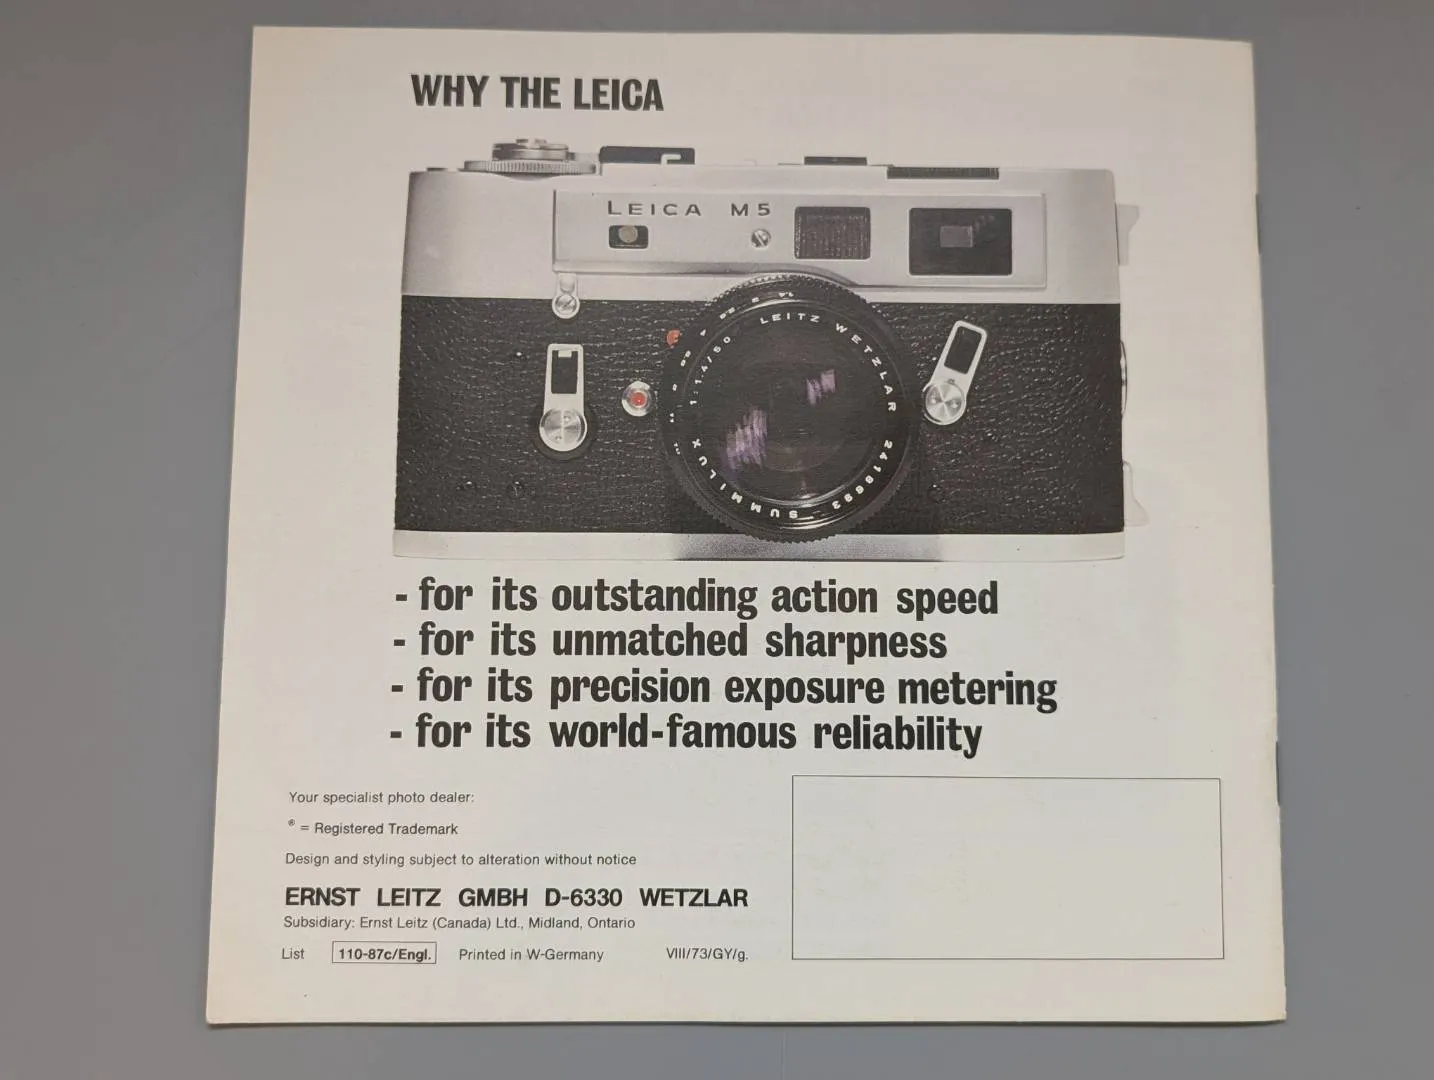 WHY THE LEICA
LEICA M5
LEITZ WETZLAR 2418693 SUMMILUX 1:1.4/50
- for its outstanding action speed
- for its unmatched sharpness
- for its precision exposure metering
- for its world-famous reliability
Your specialist photo dealer:
® = Registered Trademark
Design and styling subject to alteration without notice
ERNST LEITZ GMBH D-6330 WETZLAR
Subsidiary: Ernst Leitz (Canada) Ltd., Midland, Ontario
List 110-87c/Engl. Printed in W-Germany VIII/73/GY/g.